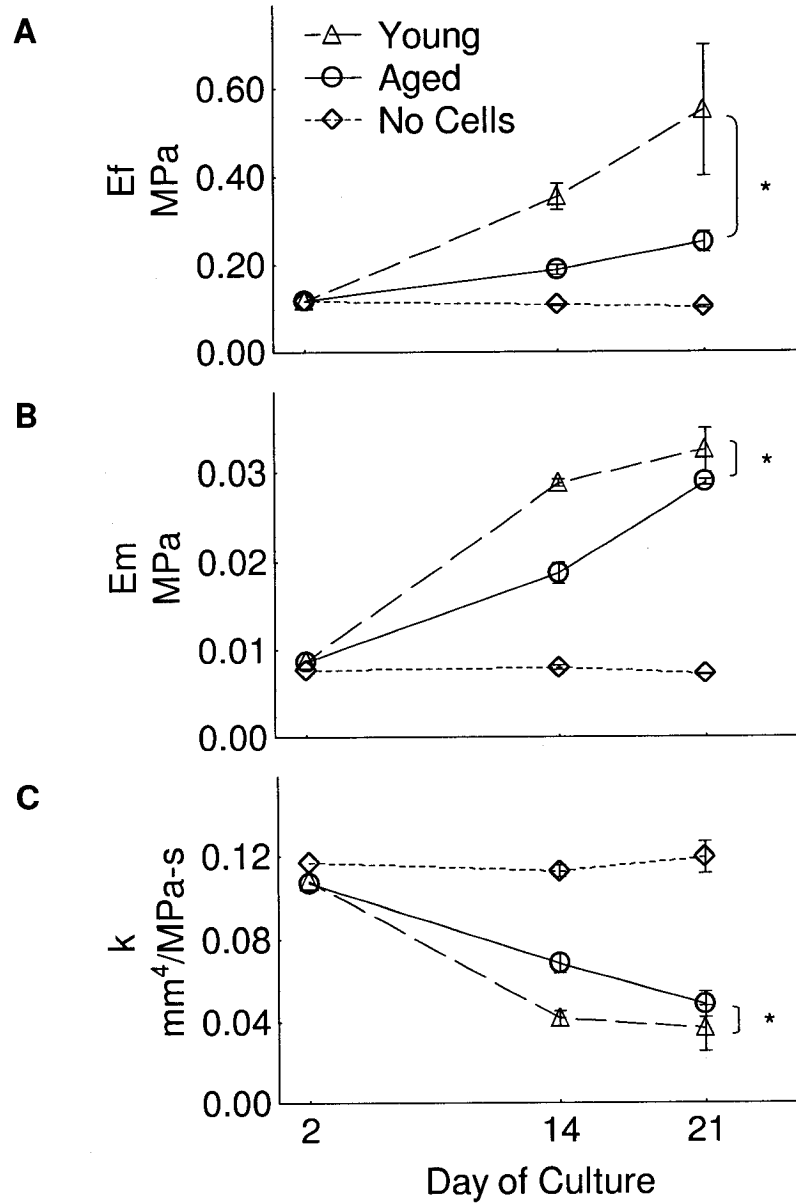 A
Young
Aged
No Cells
0.60
0.40
0.20
0.00
Ef
MPa
*
B
0.03
0.02
0.01
0.00
Em
MPa
*
C
0.12
0.08
0.04
0.00
k
mm⁴/MPa-s
*
2 14 21
Day of Culture